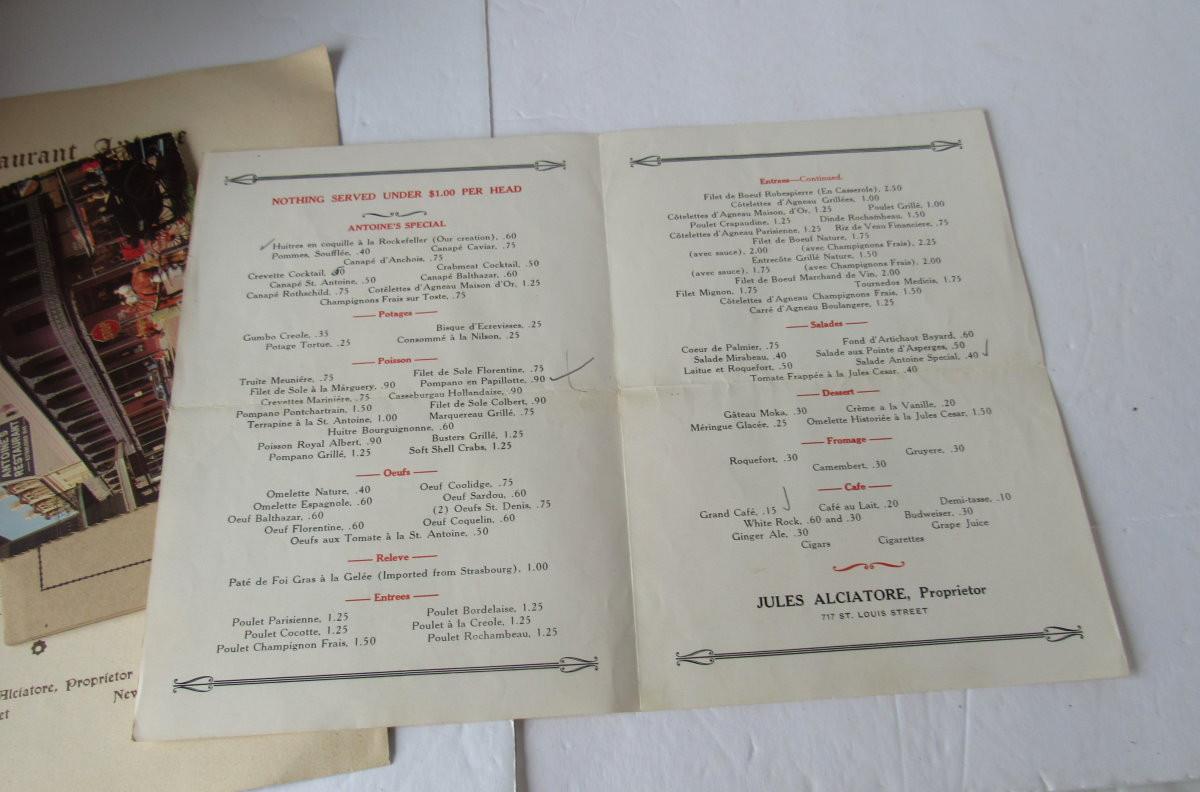 aurant
ANTOINE'S
RESTAURANT
Alciatore, Proprietor
New
et
NOTHING SERVED UNDER $1.00 PER HEAD
ANTOINE'S SPECIAL
Huitres en coquille à la Rockefeller (Our creation), .60
Pommes, Soufflée, .40 Canapé Caviar, .75
Canapé d'Anchois, .75
Crevette Cocktail, Crabmeat Cocktail, .50
Canapé St. Antoine, .50 Canapé Balthazar, .60
Canapé Rothschild, .75 Cotêlettes d'Agneau Maison d'Or, 1.25
Champignons Frais sur Toste, .75
Potages
Gumbo Creole, .35 Bisque d'Ecrevisses, .25
Potage Tortue, .25 Consommé à la Nilson, .25
Poisson
Truite Meuniére, .75 Filet de Sole Florentine, .75
Filet de Sole à la Márguery, .90 Pompano en Papillotte, .90
Crevettes Mariniére, .75 Casseburgau Hollandaise, .90
Pompano Pontchartrain, 1.50 Filet de Sole Colbert, .90
Terrapine à la St. Antoine, 1.00 Marquereau Grillé, .75
Huitre Bourguignonne, .60
Poisson Royal Albert, .90 Busters Grillé, 1.25
Pompano Grillé, 1.25 Soft Shell Crabs, 1.25
Oeufs
Omelette Nature, .40 Oeuf Coolidge, .75
Omelette Espagnole, .60 Oeuf Sardou, .60
Oeuf Balthazar, .60 (2) Oeufs St. Denis, .75
Oeuf Florentine, .60 Oeuf Coquelin, .60
Oeufs aux Tomate à la St. Antoine, .50
Releve
Paté de Foi Gras à la Gelée (Imported from Strasbourg), 1.00
Entrees
Poulet Parisienne, 1.25 Poulet Bordelaise, 1.25
Poulet Cocotte, 1.25 Poulet à la Creole, 1.25
Poulet Champignon Frais, 1.50 Poulet Rochambeau, 1.25
Entrees—Continued.
Filet de Boeuf Robespierre (En Casserole), 2.50
Côtelettes d'Agneau Grillées, 1.00
Côtelettes d'Agneau Maison, d'Or, 1.25 Poulet Grillé, 1.00
Poulet Crapaudine, 1.25 Dinde Rochambeau, 1.50
Côtelettes d'Agneau Parisienne, 1.25 Riz de Veau Financiere, .75
Filet de Boeuf Nature, 1.75
(avec sauce), 2.00 (avec Champignons Frais), 2.25
Entrecôte Grillé Nature, 1.50
(avec sauce), 1.75 (avec Champignons Frais), 2.00
Filet de Boeuf Marchand de Vin, 2.00
Filet Mignon, 1.75 Tournedos Medicis, 1.75
Côtelettes d'Agneau Champignons Frais, 1.50
Carré d'Agneau Boulangere, 1.25
Salades
Coeur de Palmier, .75 Fond d'Artichaut Bayard, .60
Salade Mirabeau, .40 Salade aux Pointe d'Asperges, .50
Laitue et Roquefort, .50 Salade Antoine Special, .40
Tomate Frappée à la Jules Cesar, .40
Dessert
Gâteau Moka, .30 Crème a la Vanille, .20
Méringue Glacée, .25 Omelette Historiée à la Jules Cesar, 1.50
Fromage
Roquefort, .30 Gruyere, .30
Camembert, .30
Cafe
Grand Café, .15 Café au Lait, .20 Demi-tasse, .10
White Rock, .60 and .30 Budweiser, .30
Ginger Ale, .30 Grape Juice
Cigars Cigarettes
JULES ALCIATORE, Proprietor
717 ST. LOUIS STREET